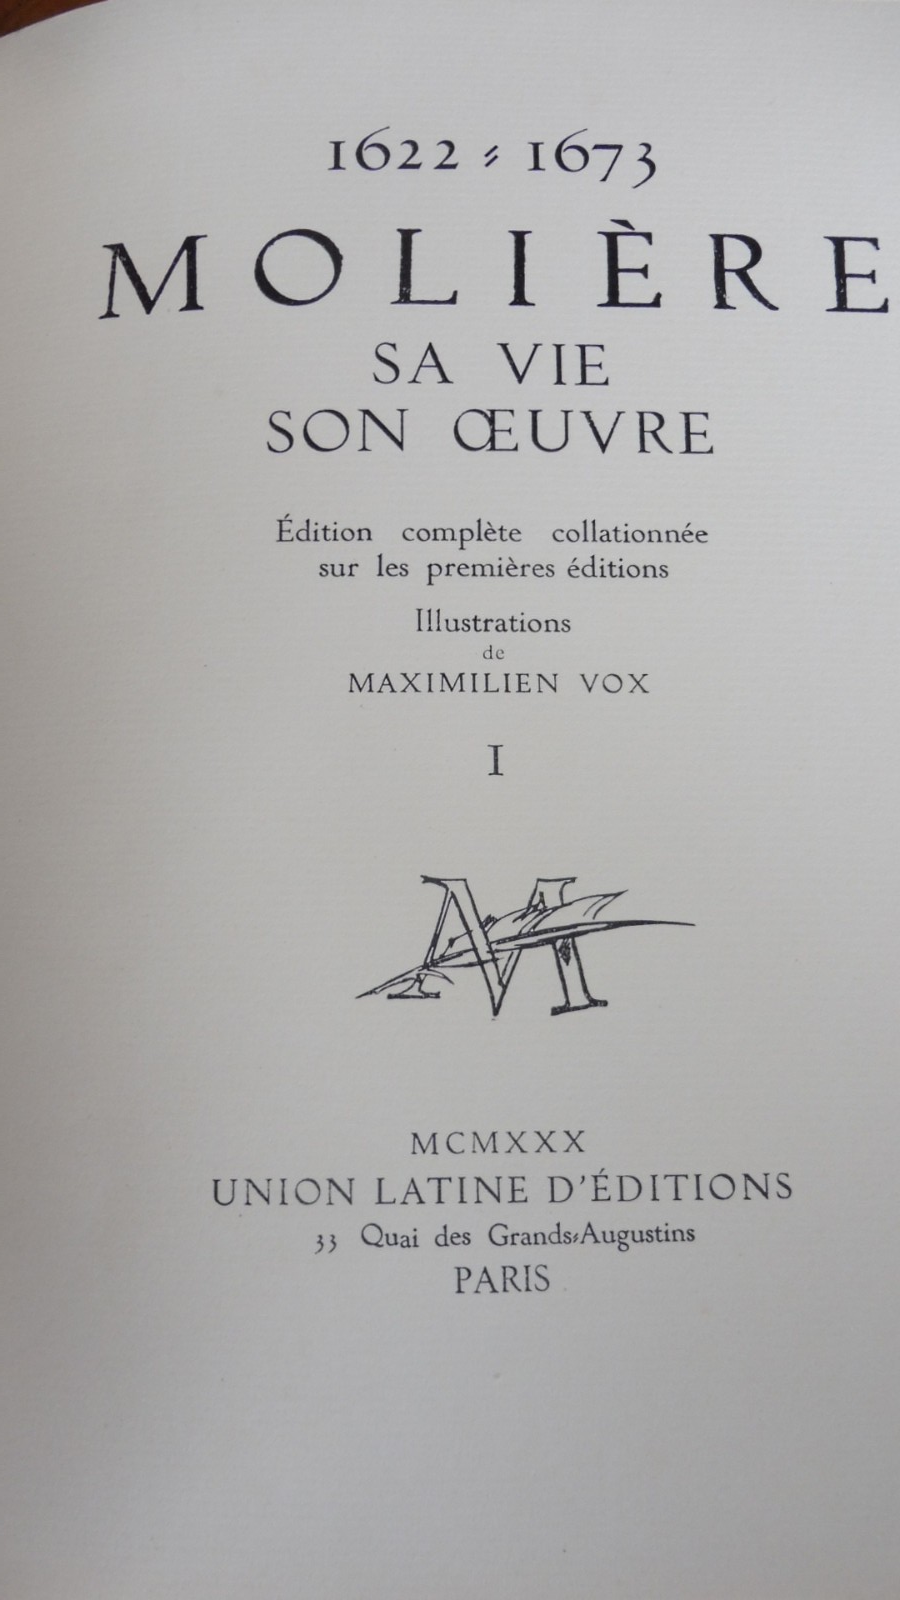 1622 - 1673
MOLIÈRE
SA VIE
SON ŒUVRE
Édition complète collationnée
sur les premières éditions
Illustrations
de
MAXIMILIEN VOX
I
M
MCMXXX
UNION LATINE D'ÉDITIONS
33 Quai des Grands-Augustins
PARIS